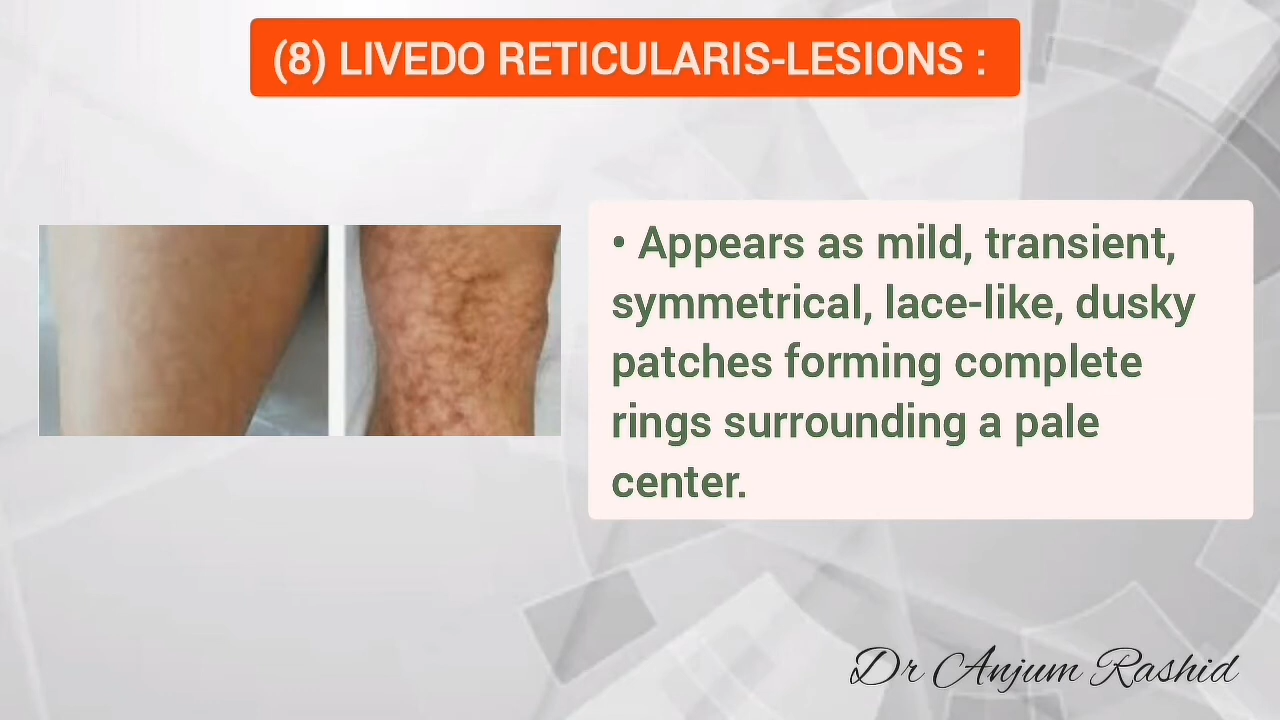 (8) LIVEDO RETICULARIS-LESIONS :
• Appears as mild, transient,
symmetrical, lace-like, dusky
patches forming complete
rings surrounding a pale
center.
Dr Anjum Rashid